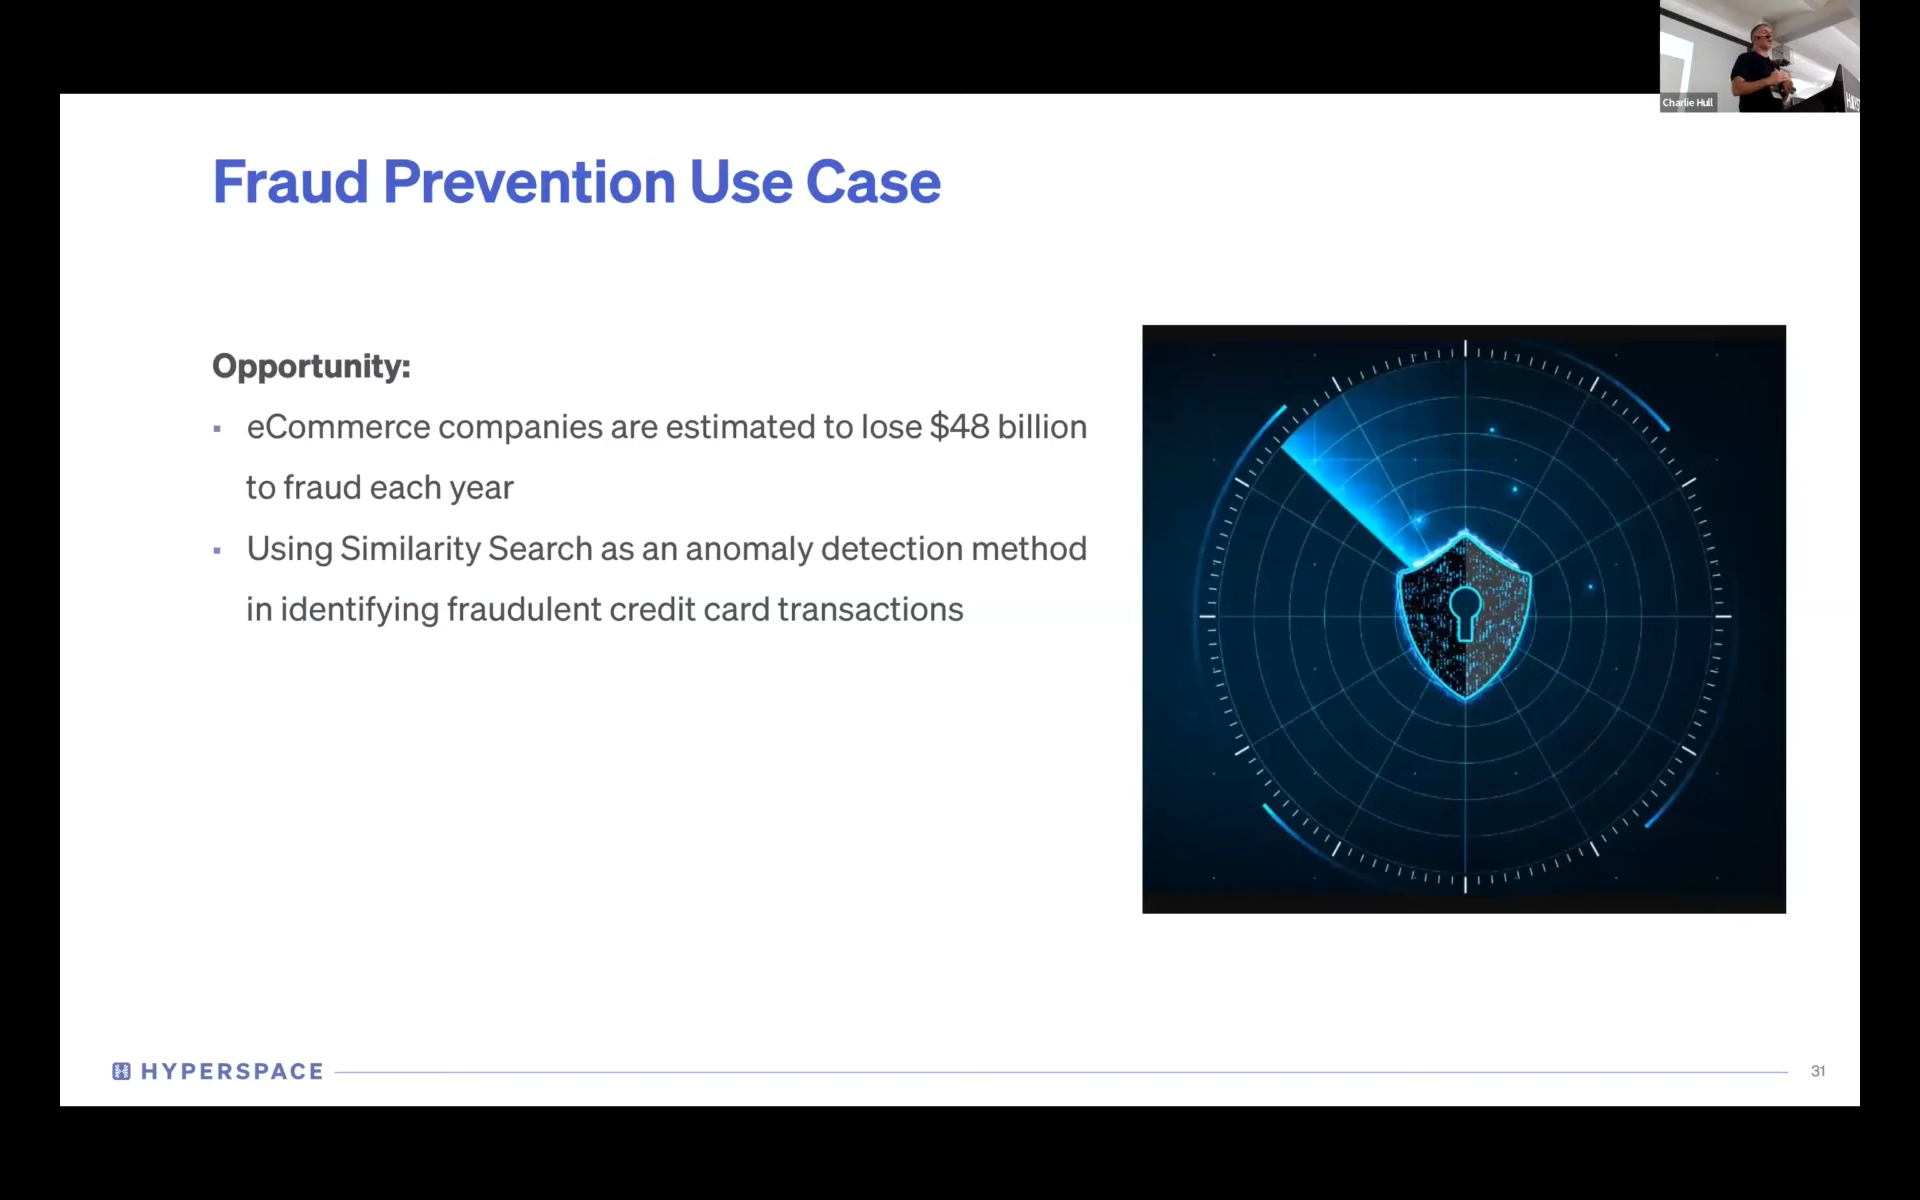 Charlie Hull
Fraud Prevention Use Case
Opportunity:
▪ eCommerce companies are estimated to lose $48 billion
to fraud each year
▪ Using Similarity Search as an anomaly detection method
in identifying fraudulent credit card transactions
HYPERSPACE
31